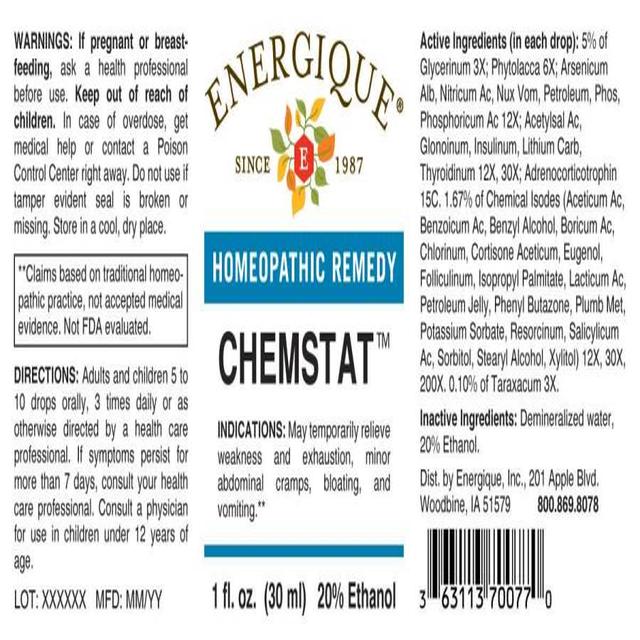 WARNINGS: If pregnant or breast-
feeding, ask a health professional
before use. Keep out of reach of
children. In case of overdose, get
medical help or contact a Poison
Control Center right away. Do not use if
tamper evident seal is broken or
missing. Store in a cool, dry place.
**Claims based on traditional homeo-
pathic practice, not accepted medical
evidence. Not FDA evaluated.
DIRECTIONS: Adults and children 5 to
10 drops orally, 3 times daily or as
otherwise directed by a health care
professional. If symptoms persist for
more than 7 days, consult your health
care professional. Consult a physician
for use in children under 12 years of
age.
LOT: XXXXXX MFD: MM/YY
ENERGIQUE®
SINCE E 1987
HOMEOPATHIC REMEDY
CHEMSTAT™
INDICATIONS: May temporarily relieve
weakness and exhaustion, minor
abdominal cramps, bloating, and
vomiting.**
1 fl. oz. (30 ml) 20% Ethanol
Active Ingredients (in each drop): 5% of
Glycerinum 3X; Phytolacca 6X; Arsenicum
Alb, Nitricum Ac, Nux Vom, Petroleum, Phos,
Phosphoricum Ac 12X; Acetylsal Ac,
Glonoinum, Insulinum, Lithium Carb,
Thyroidinum 12X, 30X; Adrenocorticotrophin
15C. 1.67% of Chemical Isodes (Aceticum Ac,
Benzoicum Ac, Benzyl Alcohol, Boricum Ac,
Chlorinum, Cortisone Aceticum, Eugenol,
Folliculinum, Isopropyl Palmitate, Lacticum Ac,
Petroleum Jelly, Phenyl Butazone, Plumb Met,
Potassium Sorbate, Resorcinum, Salicylicum
Ac, Sorbitol, Stearyl Alcohol, Xylitol) 12X, 30X,
200X. 0.10% of Taraxacum 3X.
Inactive Ingredients: Demineralized water,
20% Ethanol.
Dist. by Energique, Inc., 201 Apple Blvd.
Woodbine, IA 51579 800.869.8078
3 63113 70077 0